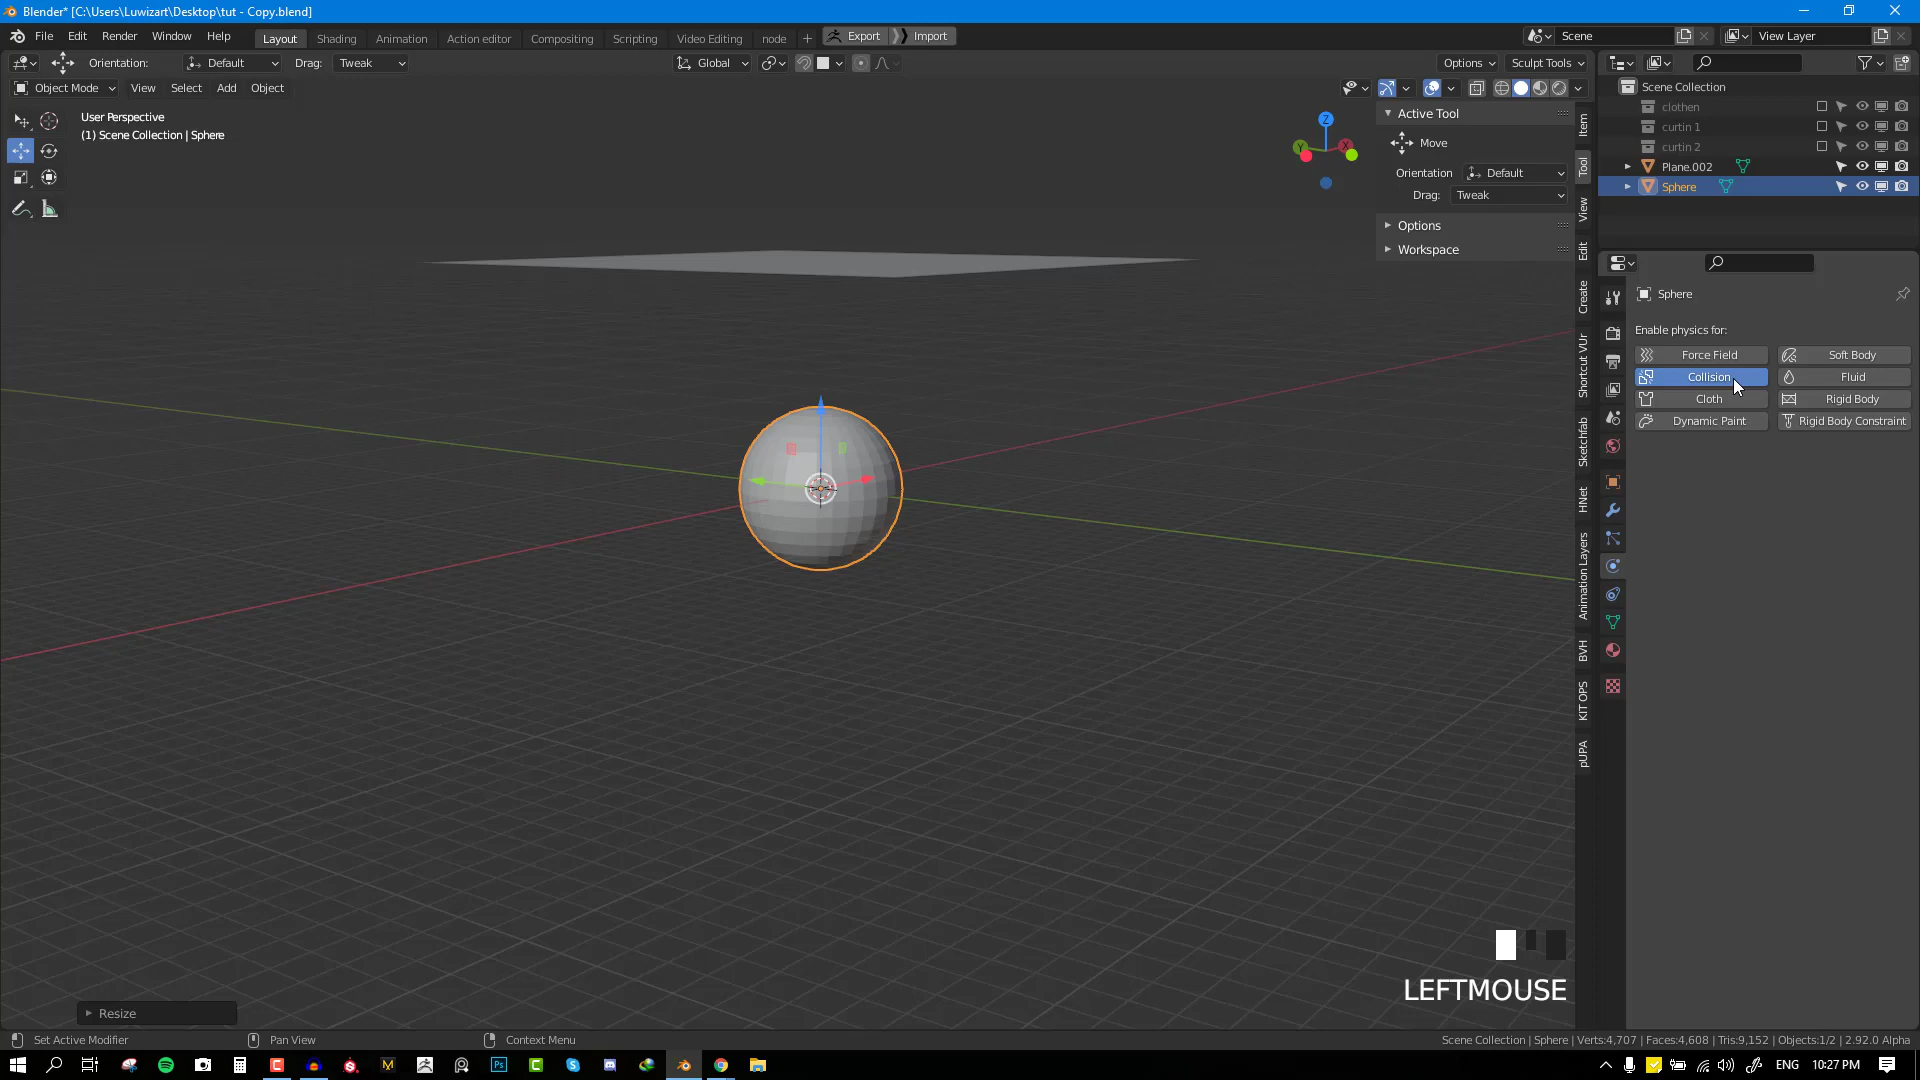 Blender* [C:\Users\Luwizart\Desktop\tut - Copy.blend]
File Edit Render Window Help
Layout Shading Animation Action editor Compositing Scripting Video Editing node + Export Import
Scene
View Layer
Orientation: Default Drag: Tweak
Global
Options Sculpt Tools
Object Mode View Select Add Object
User Perspective
(1) Scene Collection | Sphere
Z
Y
X
Active Tool
Move
Orientation Default
Drag: Tweak
Options
Workspace
Item
Tool
View
Edit
Create
Shortcut VUr
Sketchfab
HNet
Animation Layers
BVH
KIT OPS
pUPA
Scene Collection
clothen
curtin 1
curtin 2
Plane.002
Sphere
Sphere
Enable physics for:
Force Field Soft Body
Collision Fluid
Cloth Rigid Body
Dynamic Paint Rigid Body Constraint
LEFTMOUSE
Resize
Set Active Modifier Pan View Context Menu
Scene Collection | Sphere | Verts:4,707 | Faces:4,608 | Tris:9,152 | Objects:1/2 | 2.92.0 Alpha
ENG 10:27 PM